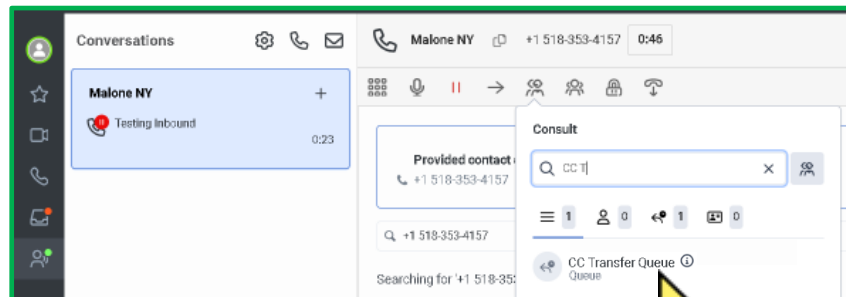 Conversations
Malone NY
+1 518-353-4157
0:46
Malone NY
+
Testing Inbound
0:23
Consult
Provided contact
CC T
+1 518-353-4157
1
0
1
0
+1 518-353-4157
CC Transfer Queue
Queue
Searching for '+1 518-35